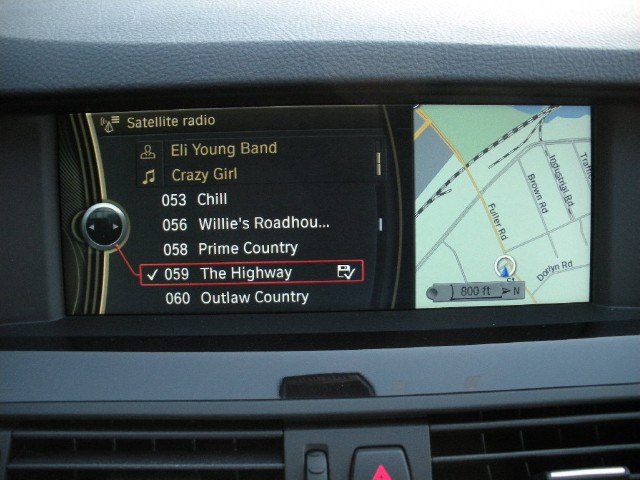 Satellite radio
Eli Young Band
Crazy Girl
053 Chill
056 Willie's Roadhou...
058 Prime Country
059 The Highway
060 Outlaw Country
Fuller Rd
Brown Rd
Industrial Rd
Dorlyn Rd
800 ft
N